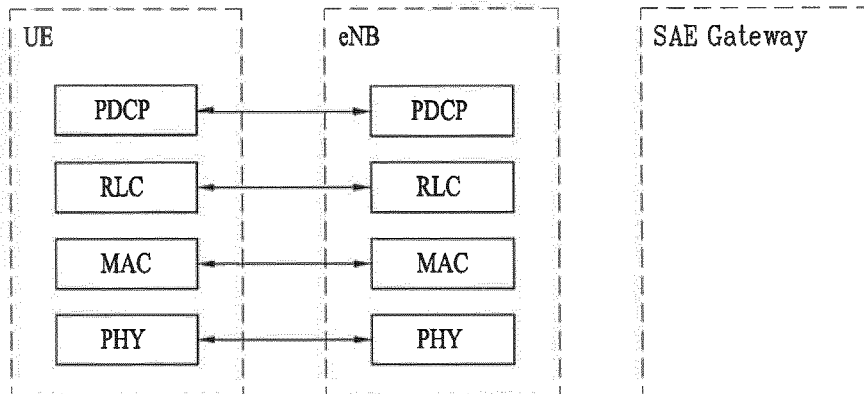 UE eNB SAE Gateway
PDCP PDCP
RLC RLC
MAC MAC
PHY PHY